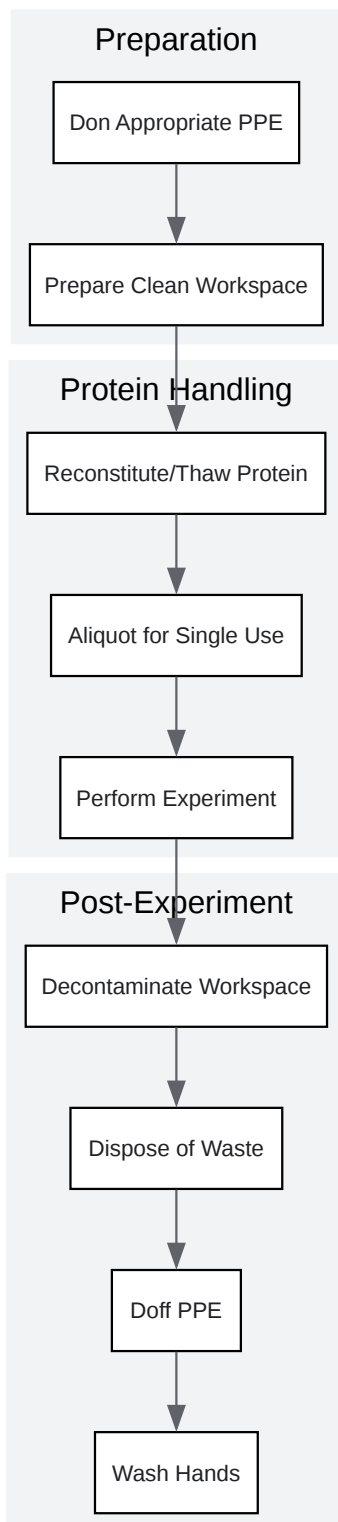 Preparation
Don Appropriate PPE
Prepare Clean Workspace
Protein Handling
Reconstitute/Thaw Protein
Aliquot for Single Use
Perform Experiment
Post-Experiment
Decontaminate Workspace
Dispose of Waste
Doff PPE
Wash Hands